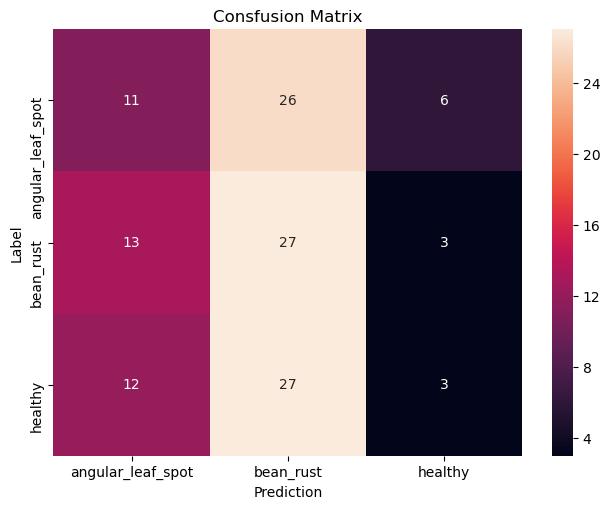 Consfusion Matrix
Label
angular_leaf_spot
bean_rust
healthy
11 26 6
13 27 3
12 27 3
angular_leaf_spot bean_rust healthy
Prediction
24
20
16
12
8
4